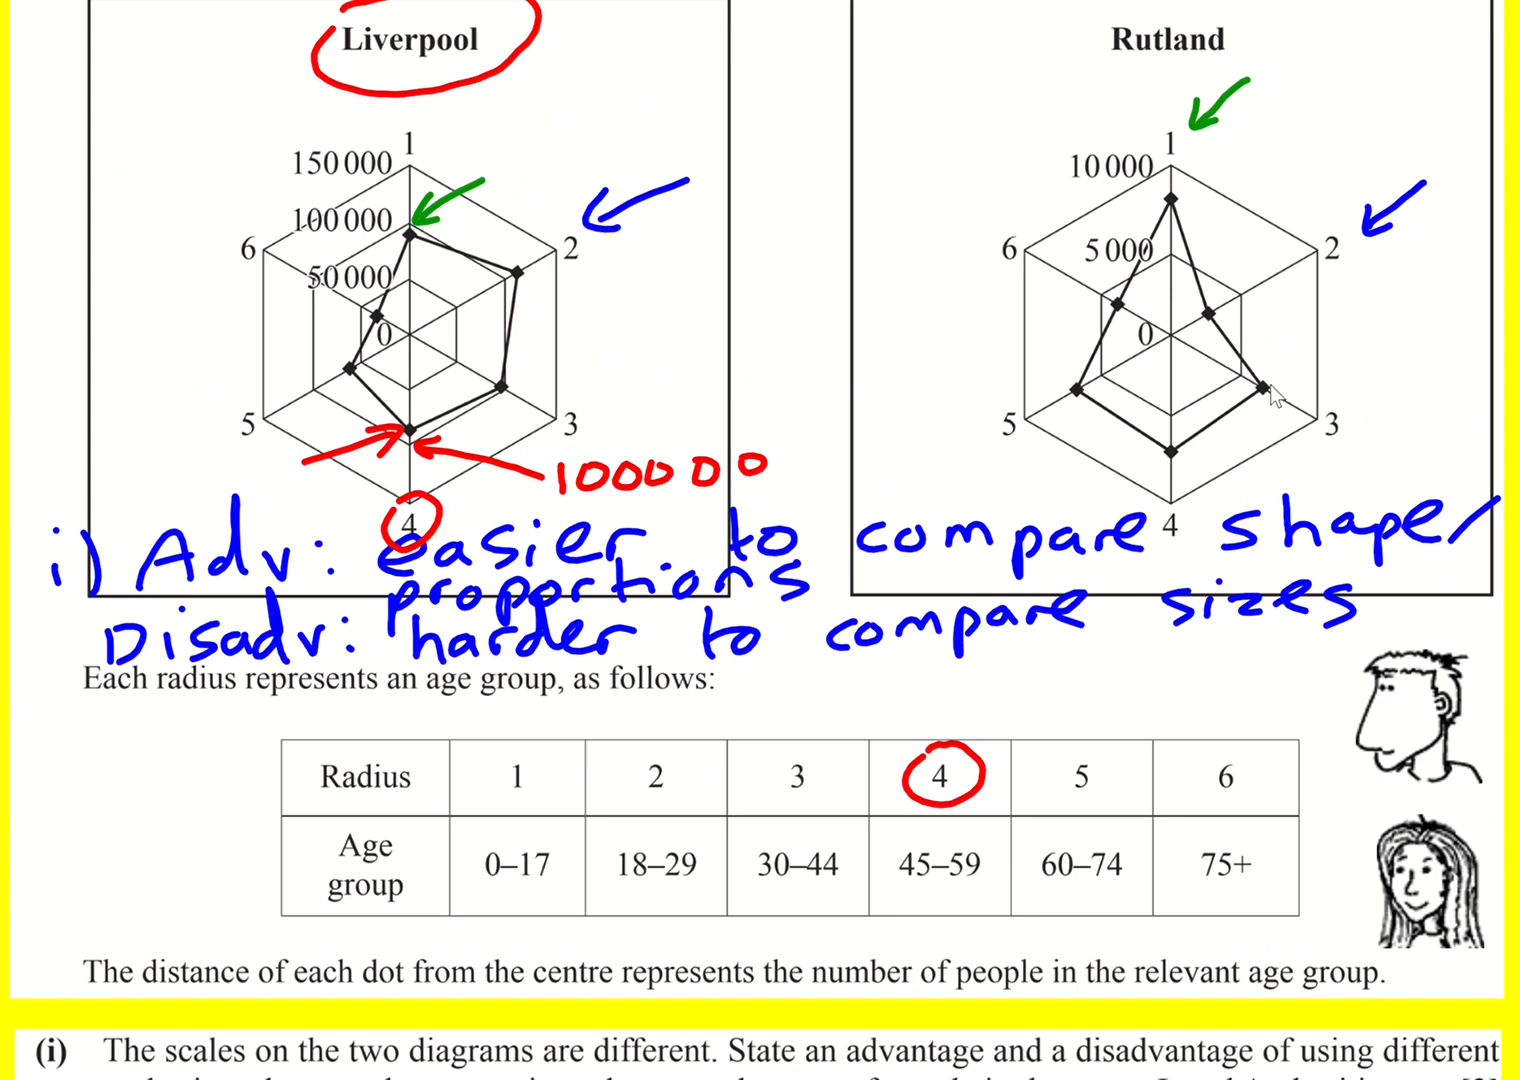 Liverpool
Rutland
1
150 000
100 000
50 000
0
2
3
4
5
6
1
10 000
5 000
0
2
3
4
5
6
100000
i) Adv: easier to compare shape/
proportions
Disadv: harder to compare sizes
Each radius represents an age group, as follows:
Radius 1 2 3 4 5 6
Age group 0–17 18–29 30–44 45–59 60–74 75+
The distance of each dot from the centre represents the number of people in the relevant age group.
(i) The scales on the two diagrams are different. State an advantage and a disadvantage of using different